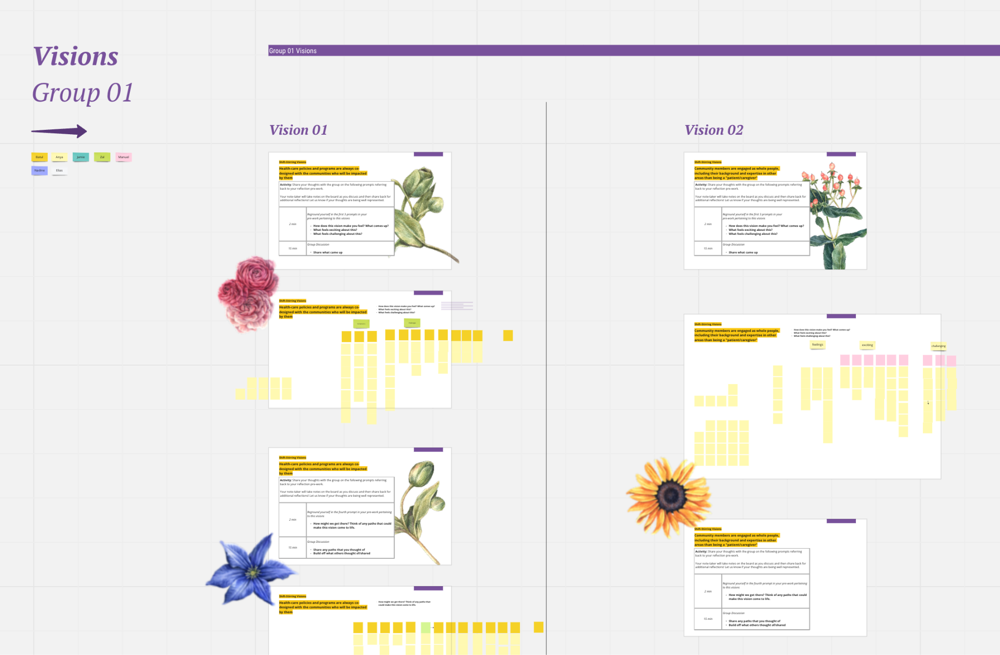 Visions
Group 01
Batul
Anya
Jamie
Zal
Manuel
Nadine
Elias
Group 01 Visions
Vision 01
Shift-Stirring Visions
Health-care policies and programs are always co-
designed with the communities who will be impacted
by them
Activity: Share your thoughts with the group on the following prompts referring
back to your reflection pre-work.
Your note-taker will take notes on the board as you discuss and then share back for
additional reflections! Let us know if your thoughts are being well represented.
2 min
Reground yourself in the first 3 prompts in your
pre-work pertaining to this visions
• How does this vision make you feel? What comes up?
• What feels exciting about this?
• What feels challenging about this?
15 min
Group Discussion
• Share what came up
Shift-Stirring Visions
Health-care policies and programs are always co-
designed with the communities who will be impacted
by them
How does this vision make you feel? What comes up?
What feels exciting about this?
• What feels challenging about this?
Shift-Stirring Visions
Health-care policies and programs are always co-
designed with the communities who will be impacted
by them
Activity: Share your thoughts with the group on the following prompts referring
back to your reflection pre-work.
Your note-taker will take notes on the board as you discuss and then share back for
additional reflections! Let us know if your thoughts are being well represented.
2 min
Reground yourself in the fourth prompt in your pre-work pertaining
to this visions
• How might we get there? Think of any paths that could
make this vision come to life.
15 min
Group Discussion
• Share any paths that you thought of
• Build off what others thought of/shared
Shift-Stirring Visions
Health-care policies and programs are always co-
designed with the communities who will be impacted
by them
How might we get there? Think of any paths that
could make this vision come to life.
Vision 02
Shift-Stirring Visions
Community members are engaged as whole people,
including their background and expertise in other
areas than being a "patient/caregiver"
Activity: Share your thoughts with the group on the following prompts referring
back to your reflection pre-work.
Your note-taker will take notes on the board as you discuss and then share back for
additional reflections! Let us know if your thoughts are being well represented.
2 min
Reground yourself in the first 3 prompts in your
pre-work pertaining to this visions
• How does this vision make you feel? What comes up?
• What feels exciting about this?
• What feels challenging about this?
15 min
Group Discussion
• Share what came up
Shift-Stirring Visions
Community members are engaged as whole people,
including their background and expertise in other
areas than being a "patient/caregiver"
• How does this vision make you feel? What comes up?
What feels exciting about this?
• What feels challenging about this?
feelings
exciting
challenging
Shift-Stirring Visions
Community members are engaged as whole people,
including their background and expertise in other
areas than being a "patient/caregiver"
Activity: Share your thoughts with the group on the following prompts referring
back to your reflection pre-work.
Your note-taker will take notes on the board as you discuss and then share back for
additional reflections! Let us know if your thoughts are being well represented.
2 min
Reground yourself in the fourth prompt in your pre-work pertaining
to this visions
• How might we get there? Think of any paths that could
make this vision come to life.
15 min
Group Discussion
• Share any paths that you thought of
• Build off what others thought of/shared